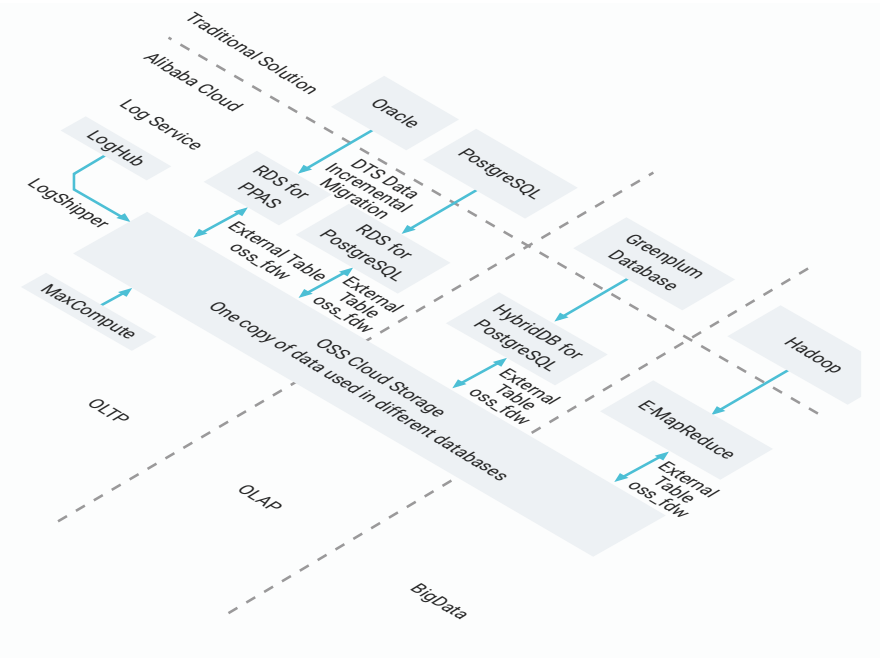 Traditional Solution
Alibaba Cloud
Log Service
LogHub
LogShipper
MaxCompute
Oracle
PostgreSQL
RDS for
PPAS
DTS Data
Incremental
Migration
RDS for
PostgreSQL
External Table
oss_fdw
External
Table
oss_fdw
Greenplum
Database
HybridDB for
PostgreSQL
External
Table
oss_fdw
Hadoop
E-MapReduce
External
Table
oss_fdw
OSS Cloud Storage
One copy of data used in different databases
OLTP
OLAP
BigData